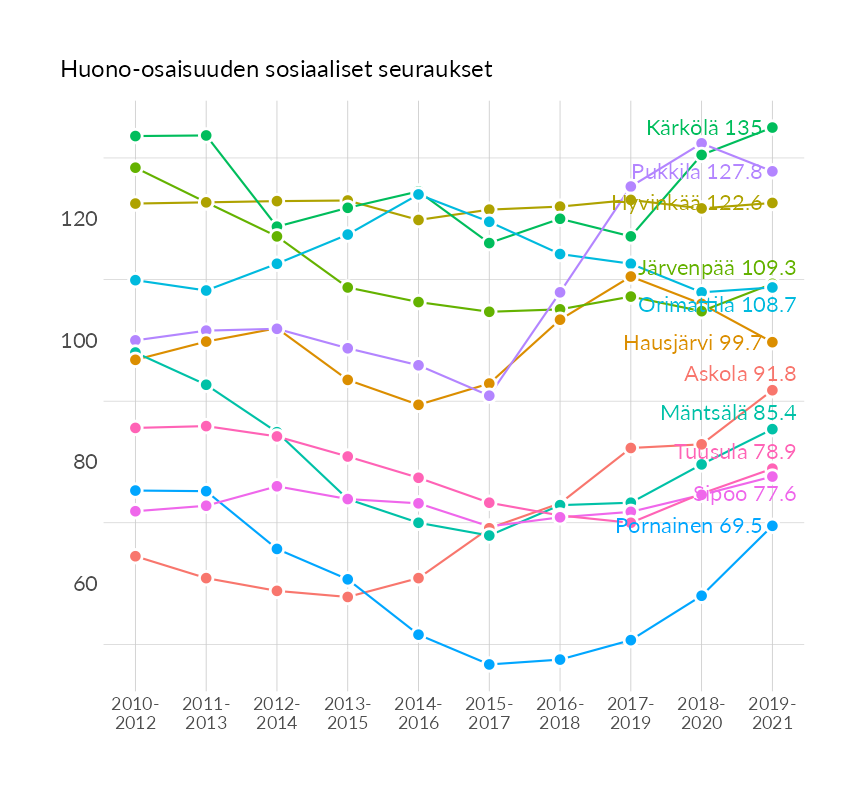 Huono-osaisuuden sosiaaliset seuraukset
Kärkölä 135
Pukkila 127.8
Hyvinkää 122.6
120
Järvenpää 109.3
Orimattila 108.7
100
Hausjärvi 99.7
Askola 91.8
Mäntsälä 85.4
Tuusula 78.9
80
Sipoo 77.6
Pornainen 69.5
60
2010-
2012
2011-
2013
2012-
2014
2013-
2015
2014-
2016
2015-
2017
2016-
2018
2017-
2019
2018-
2020
2019-
2021